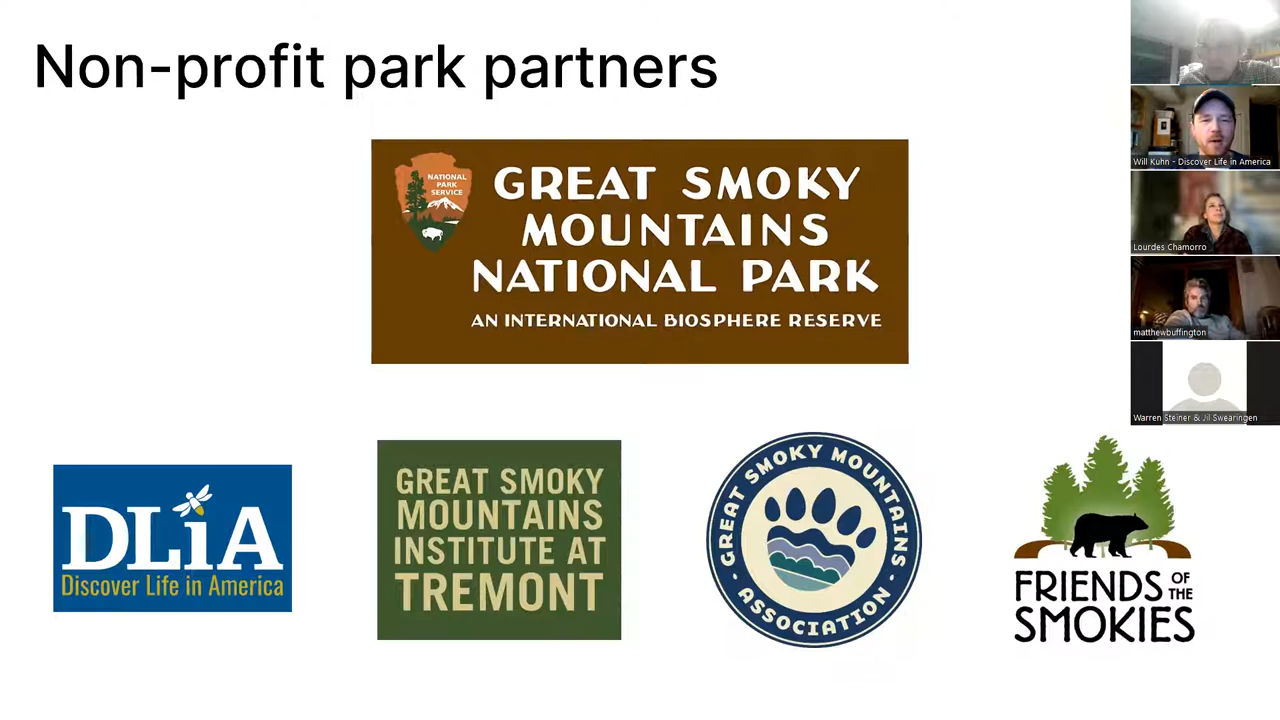 Non-profit park partners
NATIONAL
PARK
SERVICE
GREAT SMOKY
MOUNTAINS
NATIONAL PARK
AN INTERNATIONAL BIOSPHERE RESERVE
DLiA
Discover Life in America
GREAT SMOKY
MOUNTAINS
INSTITUTE AT
TREMONT
GREAT SMOKY MOUNTAINS
ASSOCIATION
FRIENDS OF THE
SMOKIES
Will Kuhn - Discover Life in America
Lourdes Chamorro
matthewbuffington
Warren Steiner & Jil Swearingen